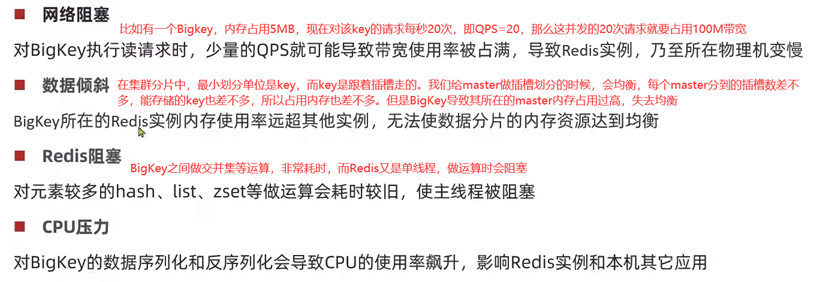 网络阻塞
比如有一个Bigkey，内存占用5MB，现在对该key的请求每秒20次，即QPS=20，那么这并发的20次请求就要占用100M带宽
对BigKey执行读请求时，少量的QPS就可能导致带宽使用率被占满，导致Redis实例，乃至所在物理机变慢
数据倾斜
在集群分片中，最小划分单位是key，而key是跟着插槽走的。我们给master做插槽划分的时候，会均衡，每个master分到的插槽数差不
多，能存储的key也差不多，所以占用内存也差不多。但是BigKey导致其所在的master内存占用过高，失去均衡
BigKey所在的Redis实例内存使用率远超其他实例，无法使数据分片的内存资源达到均衡
Redis阻塞
BigKey之间做交并集等运算，非常耗时，而Redis又是单线程，做运算时会阻塞
对元素较多的hash、list、zset等做运算会耗时较旧，使主线程被阻塞
CPU压力
对BigKey的数据序列化和反序列化会导致CPU的使用率飙升，影响Redis实例和本机其它应用